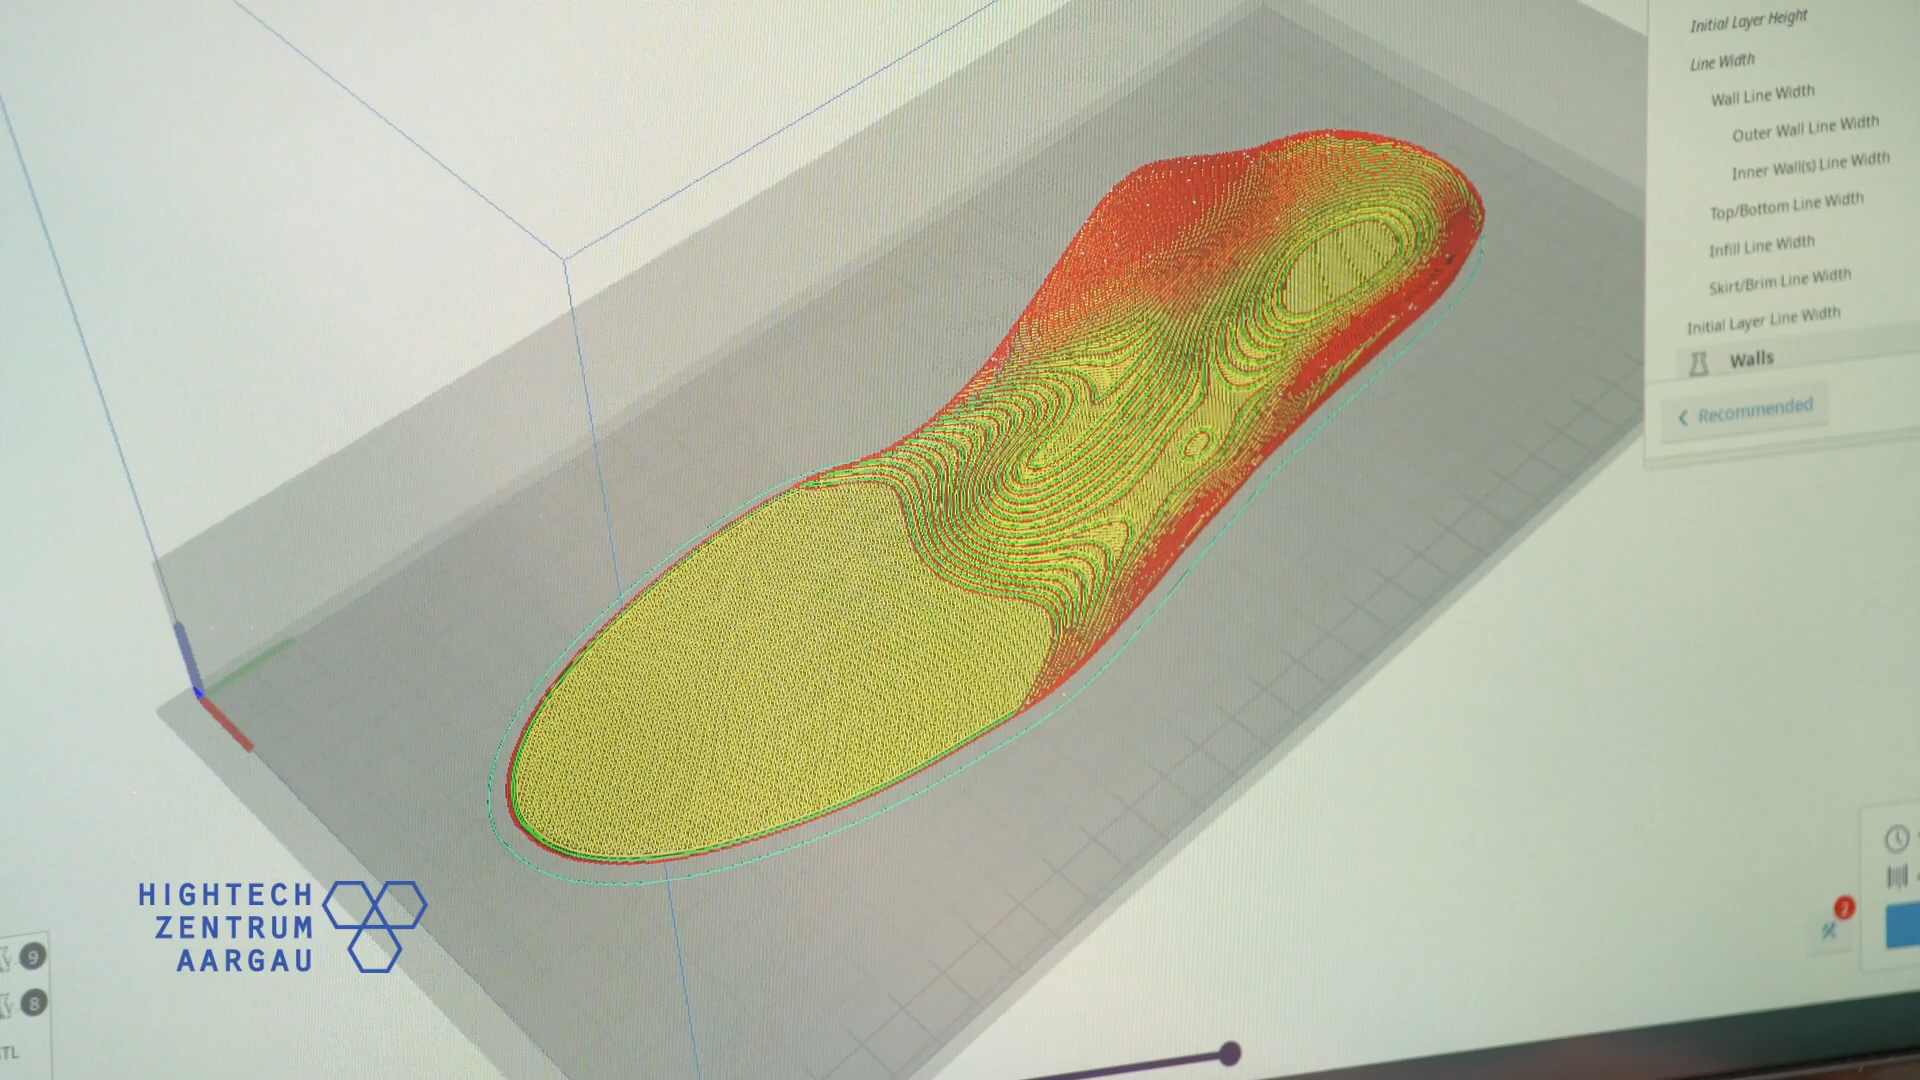 Initial Layer Height
Line Width
Wall Line Width
Outer Wall Line Width
Inner Wall(s) Line Width
Top/Bottom Line Width
Infill Line Width
Skirt/Brim Line Width
Initial Layer Line Width
Walls
Recommended
2
HIGHTECH
ZENTRUM
AARGAU
9
8
TL